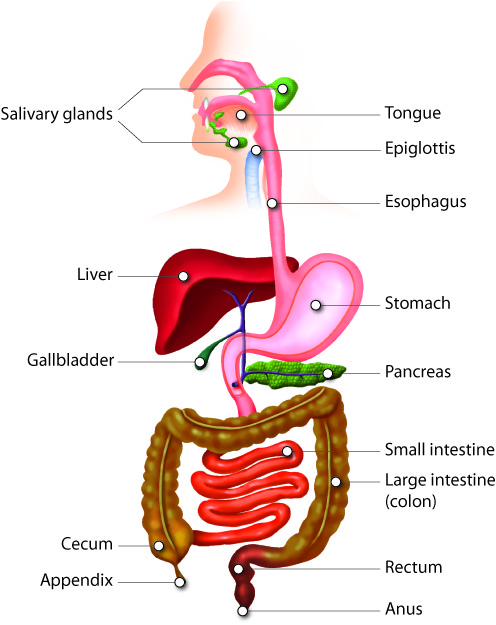 Salivary glands
Tongue
Epiglottis
Esophagus
Liver
Stomach
Gallbladder
Pancreas
Small intestine
Large intestine
(colon)
Cecum
Rectum
Appendix
Anus